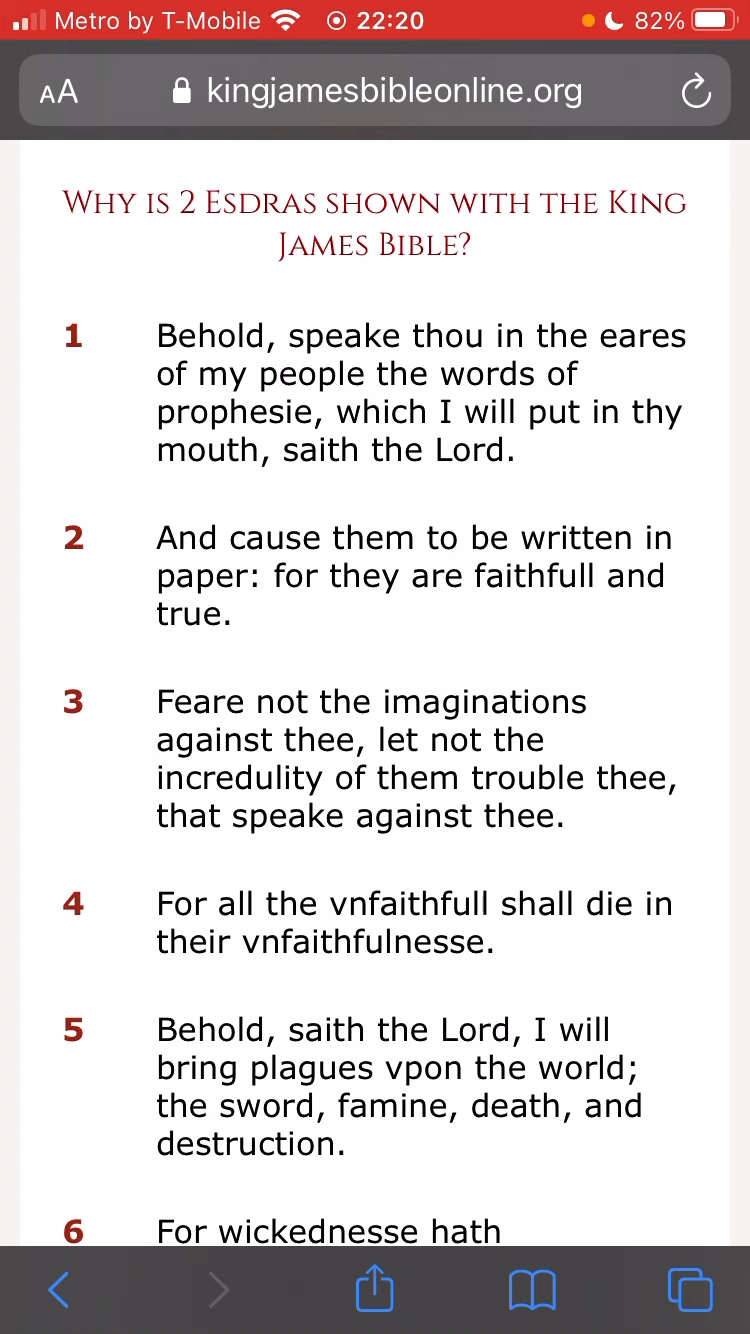 Metro by T-Mobile 22:20 82%
AA kingjamesbibleonline.org
Why is 2 Esdras shown with the King
James Bible?
1 Behold, speake thou in the eares
of my people the words of
prophesie, which I will put in thy
mouth, saith the Lord.
2 And cause them to be written in
paper: for they are faithfull and
true.
3 Feare not the imaginations
against thee, let not the
incredulity of them trouble thee,
that speake against thee.
4 For all the vnfaithfull shall die in
their vnfaithfulnesse.
5 Behold, saith the Lord, I will
bring plagues vpon the world;
the sword, famine, death, and
destruction.
6 For wickednesse hath